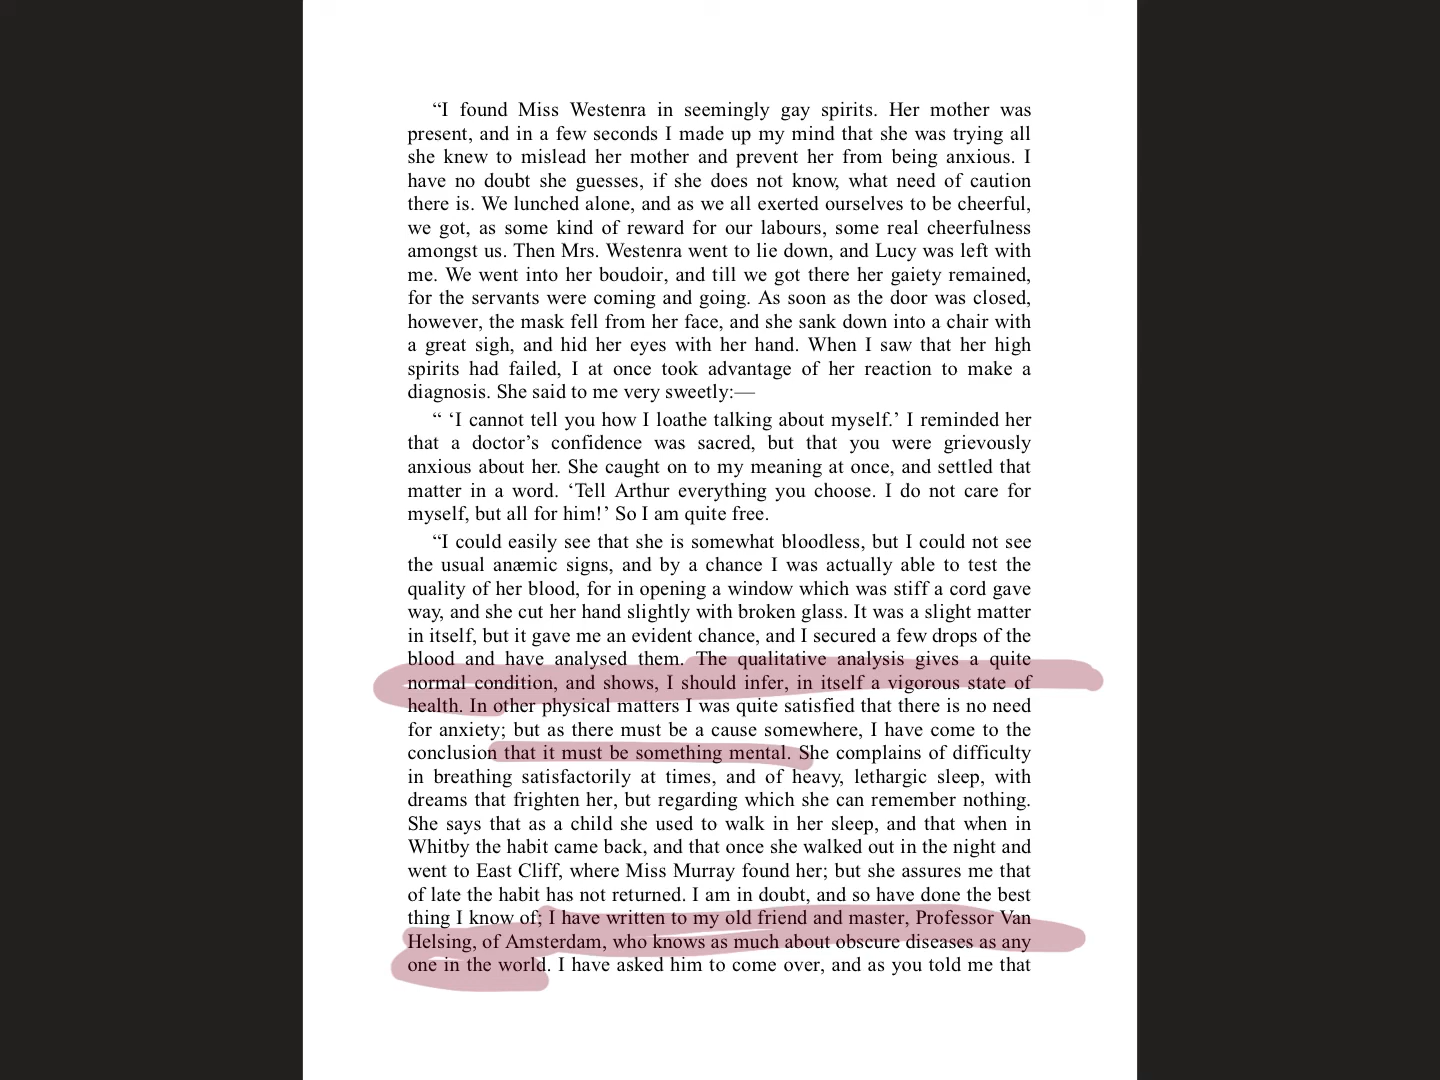 “I found Miss Westenra in seemingly gay spirits. Her mother was
present, and in a few seconds I made up my mind that she was trying all
she knew to mislead her mother and prevent her from being anxious. I
have no doubt she guesses, if she does not know, what need of caution
there is. We lunched alone, and as we all exerted ourselves to be cheerful,
we got, as some kind of reward for our labours, some real cheerfulness
amongst us. Then Mrs. Westenra went to lie down, and Lucy was left with
me. We went into her boudoir, and till we got there her gaiety remained,
for the servants were coming and going. As soon as the door was closed,
however, the mask fell from her face, and she sank down into a chair with
a great sigh, and hid her eyes with her hand. When I saw that her high
spirits had failed, I at once took advantage of her reaction to make a
diagnosis. She said to me very sweetly:—
“ ‘I cannot tell you how I loathe talking about myself.’ I reminded her
that a doctor’s confidence was sacred, but that you were grievously
anxious about her. She caught on to my meaning at once, and settled that
matter in a word. ‘Tell Arthur everything you choose. I do not care for
myself, but all for him!’ So I am quite free.
“I could easily see that she is somewhat bloodless, but I could not see
the usual anæmic signs, and by a chance I was actually able to test the
quality of her blood, for in opening a window which was stiff a cord gave
way, and she cut her hand slightly with broken glass. It was a slight matter
in itself, but it gave me an evident chance, and I secured a few drops of the
blood and have analysed them. The qualitative analysis gives a quite
normal condition, and shows, I should infer, in itself a vigorous state of
health. In other physical matters I was quite satisfied that there is no need
for anxiety; but as there must be a cause somewhere, I have come to the
conclusion that it must be something mental. She complains of difficulty
in breathing satisfactorily at times, and of heavy, lethargic sleep, with
dreams that frighten her, but regarding which she can remember nothing.
She says that as a child she used to walk in her sleep, and that when in
Whitby the habit came back, and that once she walked out in the night and
went to East Cliff, where Miss Murray found her; but she assures me that
of late the habit has not returned. I am in doubt, and so have done the best
thing I know of; I have written to my old friend and master, Professor Van
Helsing, of Amsterdam, who knows as much about obscure diseases as any
one in the world. I have asked him to come over, and as you told me that